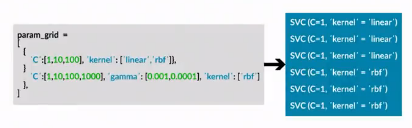 param_grid =
[
{
`C`:[1,10,100], `kernel`: [`linear`,`rbf`]},
}
`C`:[1,10,100,1000], `gamma`: [0.001,0.0001], `kernel`: [`rbf`]
},
]
SVC (C=1, `kernel` = `linear`)
SVC (C=1, `kernel` = `linear`)
SVC (C=1, `kernel` = `linear`)
SVC (C=1, `kernel` = `rbf`)
SVC (C=1, `kernel` = `rbf`)
SVC (C=1, `kernel` = `rbf`)
SVC (C=1, `kernel` = `rbf`)